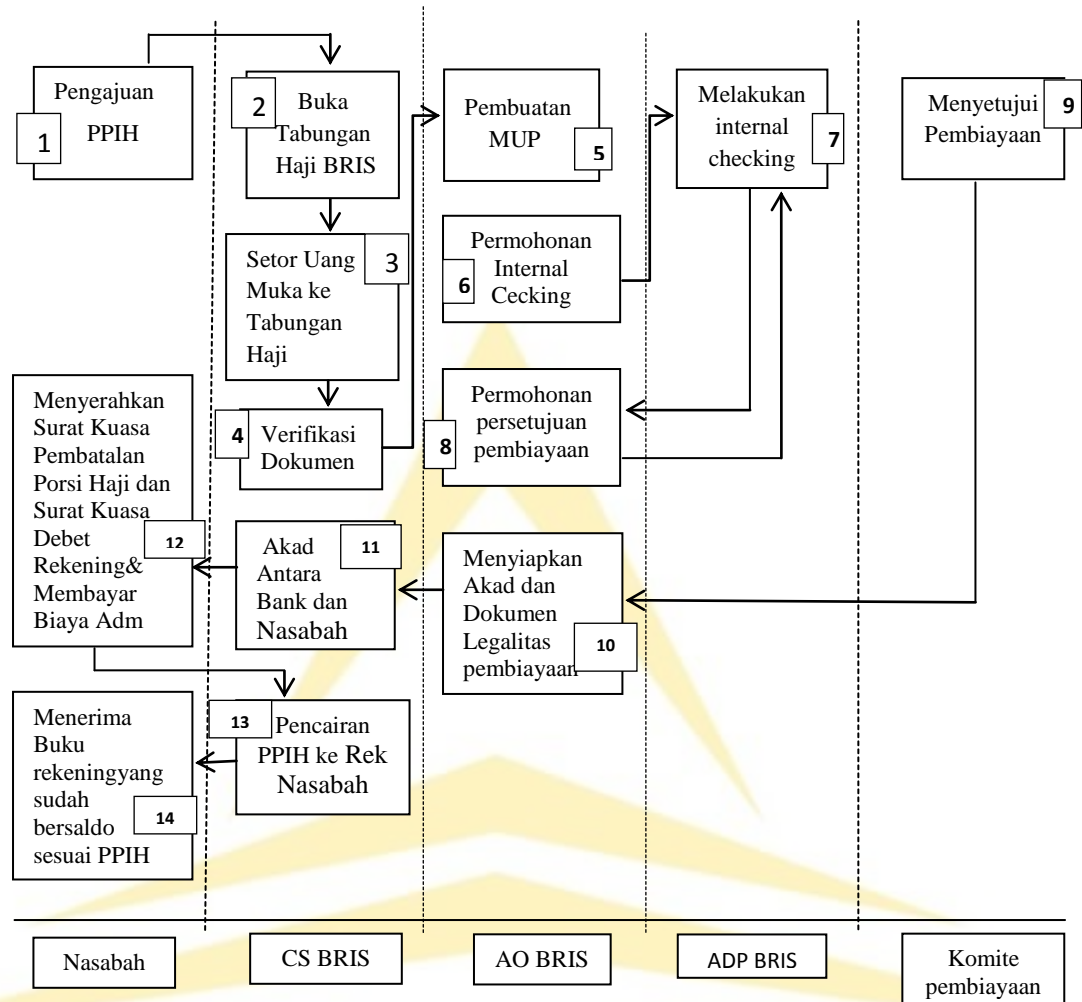 Pengajuan
PPIH
1
2
Buka
Tabungan
Haji BRIS
Pembuatan
MUP
5
Melakukan
internal
checking
7
Menyetujui
Pembiayaan
9
Setor Uang
Muka ke
Tabungan
Haji
3
Permohonan
Internal
Cecking
6
Menyerahkan
Surat Kuasa
Pembatalan
Porsi Haji dan
Surat Kuasa
Debet
Rekening&
Membayar
Biaya Adm
12
4
Verifikasi
Dokumen
Permohonan
persetujuan
pembiayaan
8
Akad
Antara
Bank dan
Nasabah
11
Menyiapkan
Akad dan
Dokumen
Legalitas
pembiayaan
10
Menerima
Buku
rekeningyang
sudah
bersaldo
sesuai PPIH
14
13
Pencairan
PPIH ke Rek
Nasabah
Nasabah
CS BRIS
AO BRIS
ADP BRIS
Komite
pembiayaan